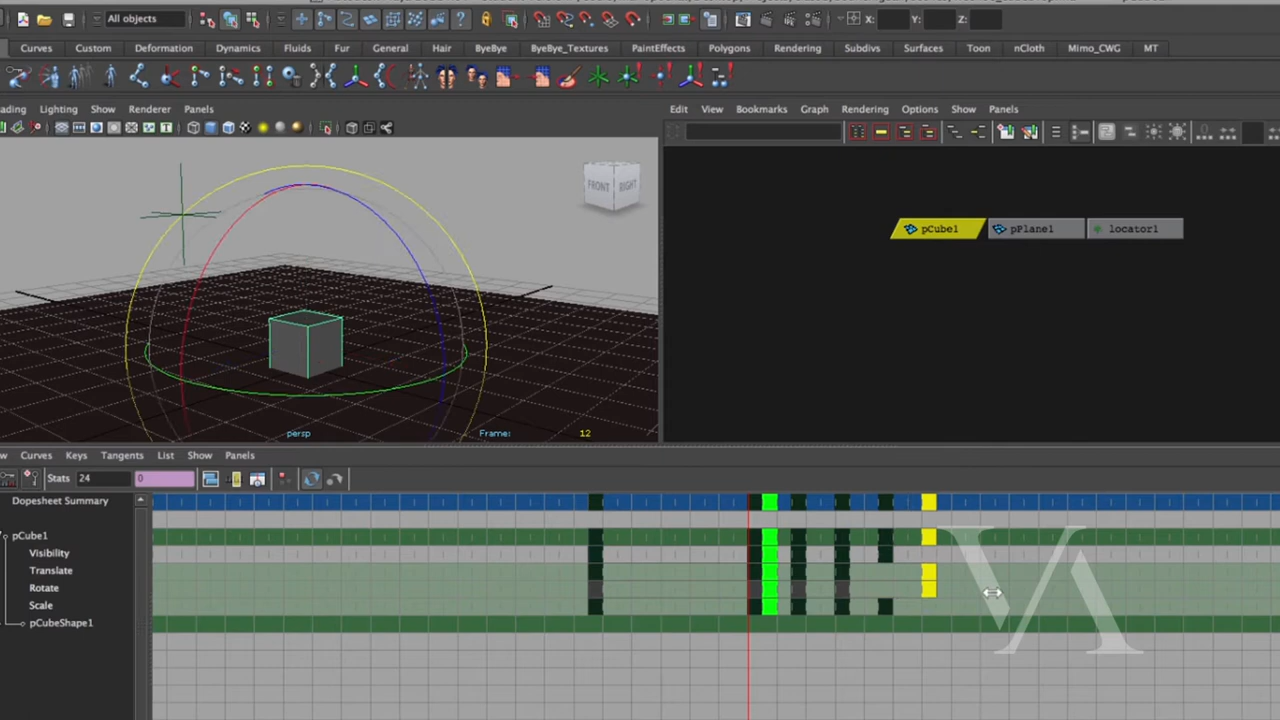 All objects
X: Y: Z:
Curves Custom Deformation Dynamics Fluids Fur General Hair ByeBye ByeBye_Textures PaintEffects Polygons Rendering Subdivs Surfaces Toon nCloth Mimo_CWG MT
ading Lighting Show Renderer Panels
Edit View Bookmarks Graph Rendering Options Show Panels
FRONT RIGHT
pCube1 pPlane1 locator1
persp Frame: 12
w Curves Keys Tangents List Show Panels
Stats 24 0
Dopesheet Summary
pCube1
Visibility
Translate
Rotate
Scale
pCubeShape1
VA